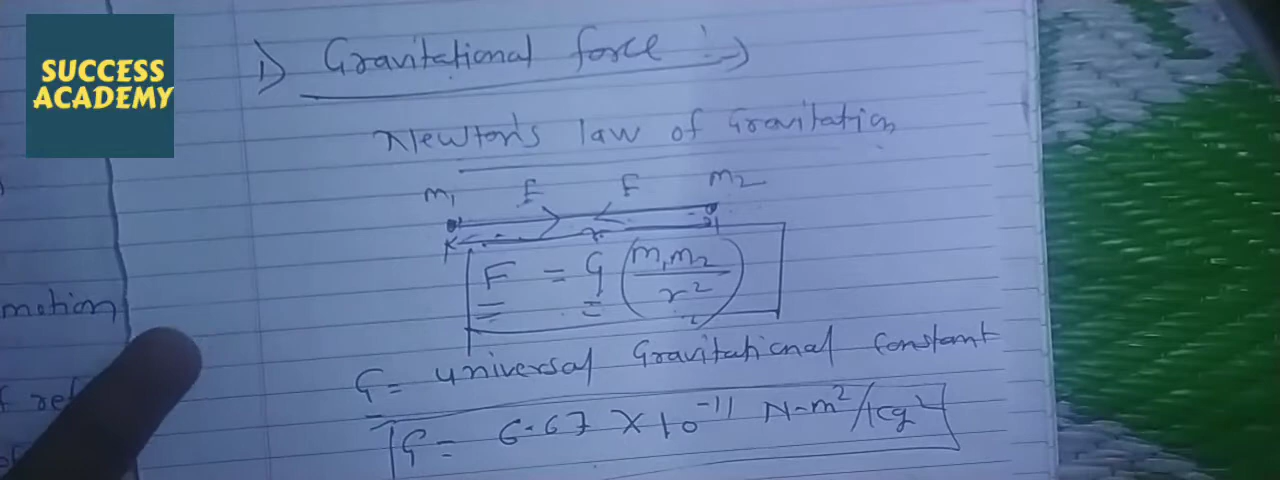 SUCCESS
ACADEMY
1) Gravitational force :→
Newton's law of Gravitation
m₁ F F m₂
r
F = G (m₁m₂/r²)
motion
G = universal Gravitational constant
G = 6.67 × 10⁻¹¹ N-m²/kg²